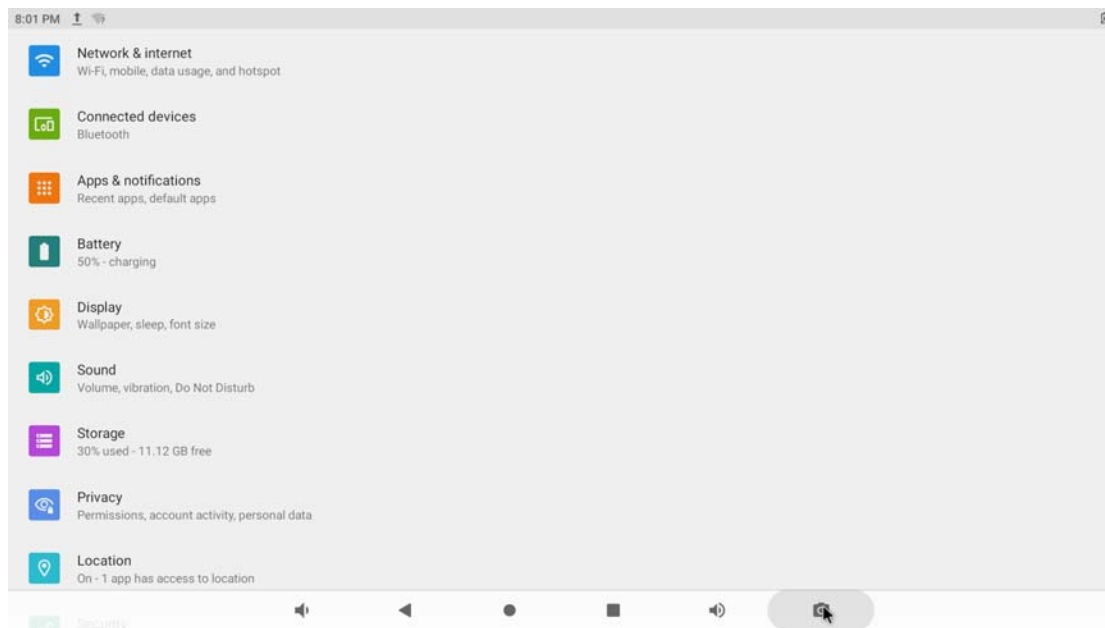 8:01 PM
Network & internet
Wi-Fi, mobile, data usage, and hotspot
Connected devices
Bluetooth
Apps & notifications
Recent apps, default apps
Battery
50% - charging
Display
Wallpaper, sleep, font size
Sound
Volume, vibration, Do Not Disturb
Storage
30% used - 11.12 GB free
Privacy
Permissions, account activity, personal data
Location
On - 1 app has access to location
Security